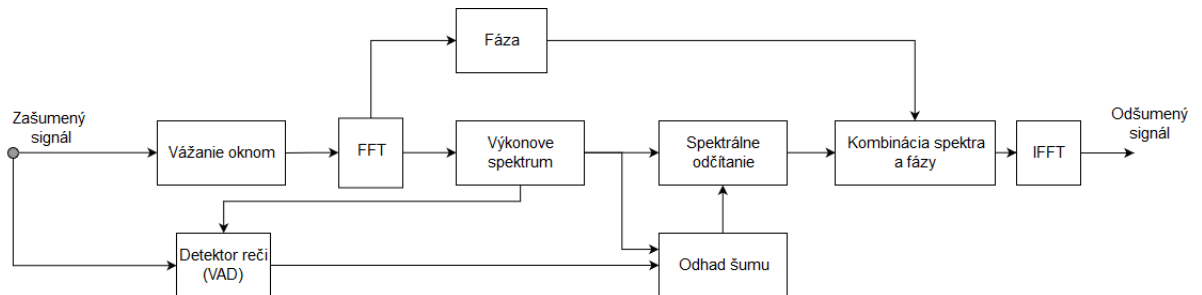 Fáza
Zašumený
signál
Vážanie oknom
FFT
Výkonove
spektrum
Spektrálne
odčítanie
Kombinácia spektra
a fázy
IFFT
Odšumený
signál
Detektor reči
(VAD)
Odhad šumu